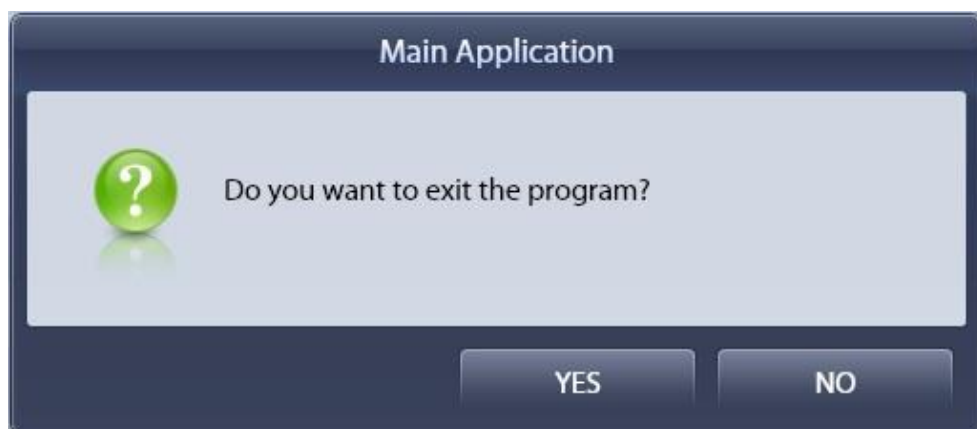 Main Application
?
Do you want to exit the program?
YES
NO